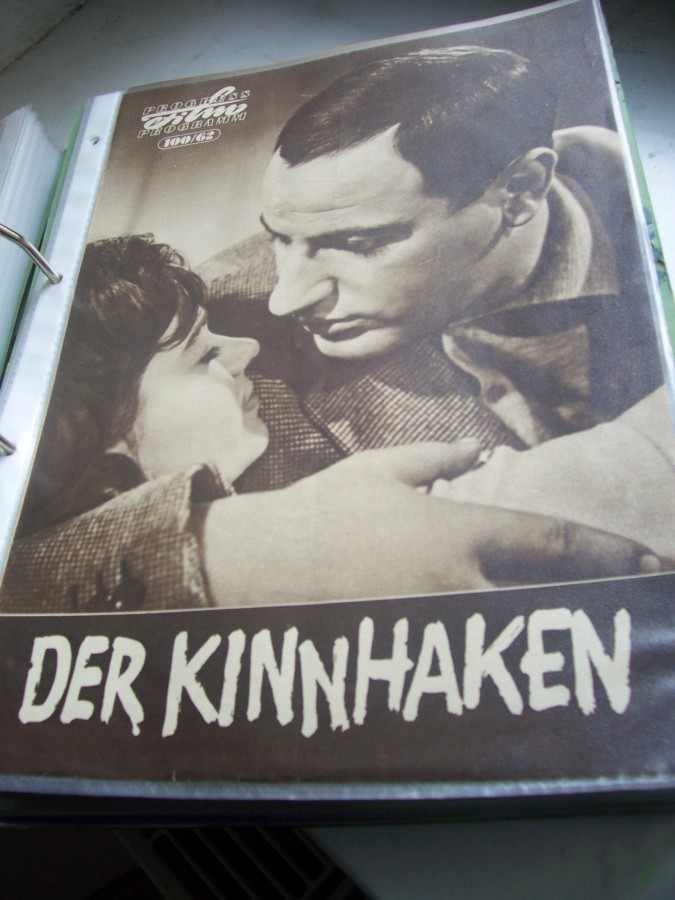 PROGRESS
Film
PROGRAMM
100/62
DER KINNHAKEN